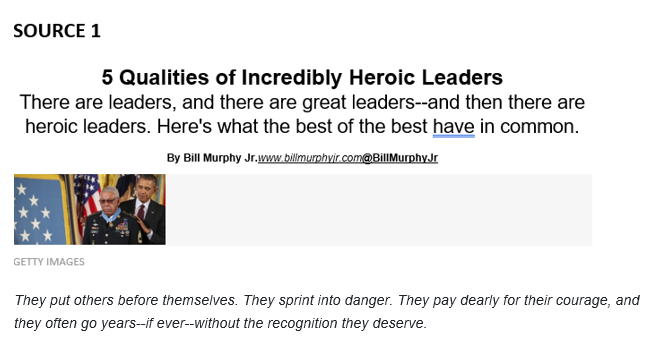 SOURCE 1
5 Qualities of Incredibly Heroic Leaders
There are leaders, and there are great leaders--and then there are
heroic leaders. Here's what the best of the best have in common.
By Bill Murphy Jr.www.billmurphyjr.com@BillMurphyJr
GETTY IMAGES
They put others before themselves. They sprint into danger. They pay dearly for their courage, and
they often go years--if ever--without the recognition they deserve.